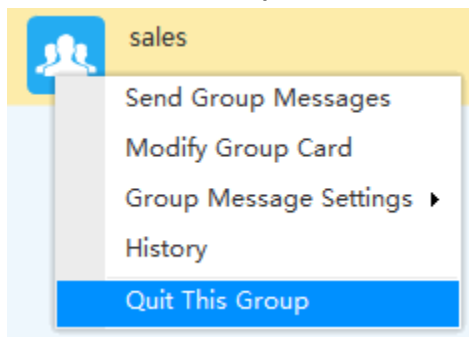 sales
Send Group Messages
Modify Group Card
Group Message Settings
History
Quit This Group